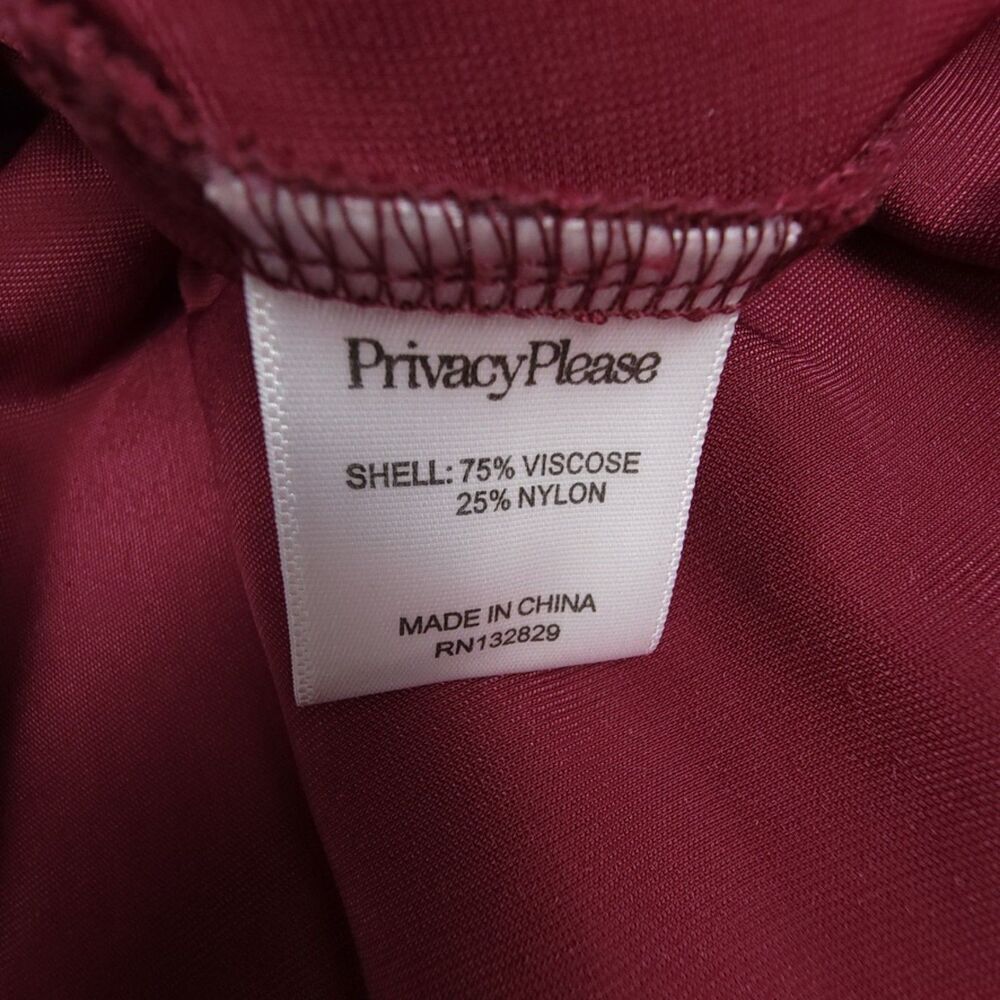 PrivacyPlease
SHELL: 75% VISCOSE
25% NYLON
MADE IN CHINA
RN132829